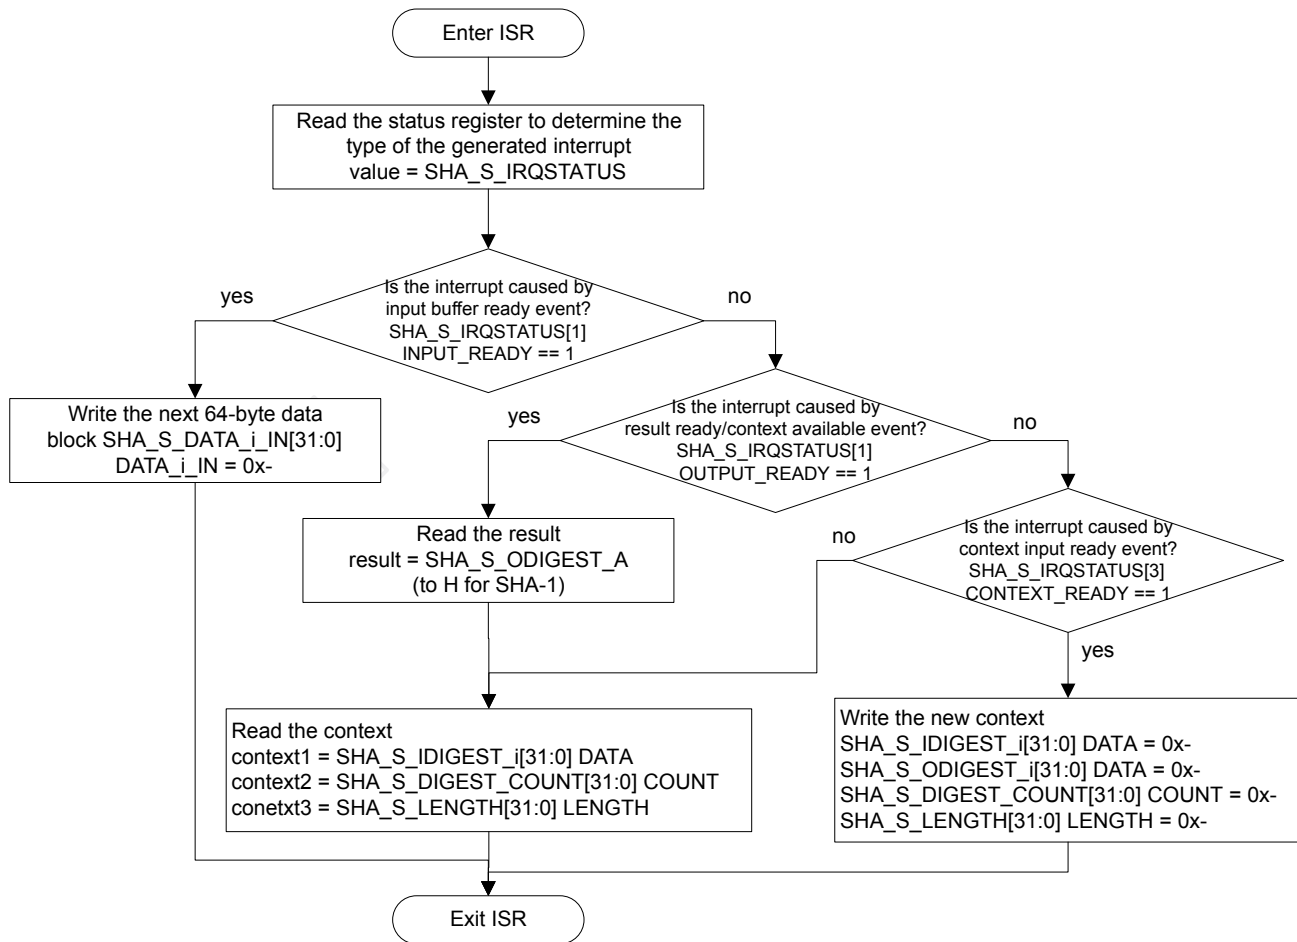 Enter ISR
Read the status register to determine the
type of the generated interrupt
value = SHA_S_IRQSTATUS
yes
Is the interrupt caused by
input buffer ready event?
SHA_S_IRQSTATUS[1]
INPUT_READY == 1
no
Write the next 64-byte data
block SHA_S_DATA_i_IN[31:0]
DATA_i_IN = 0x-
yes
Is the interrupt caused by
result ready/context available event?
SHA_S_IRQSTATUS[1]
OUTPUT_READY == 1
no
Read the result
result = SHA_S_ODIGEST_A
(to H for SHA-1)
no
Is the interrupt caused by
context input ready event?
SHA_S_IRQSTATUS[3]
CONTEXT_READY == 1
yes
Read the context
context1 = SHA_S_IDIGEST_i[31:0] DATA
context2 = SHA_S_DIGEST_COUNT[31:0] COUNT
conetxt3 = SHA_S_LENGTH[31:0] LENGTH
Write the new context
SHA_S_IDIGEST_i[31:0] DATA = 0x-
SHA_S_ODIGEST_i[31:0] DATA = 0x-
SHA_S_DIGEST_COUNT[31:0] COUNT = 0x-
SHA_S_LENGTH[31:0] LENGTH = 0x-
Exit ISR